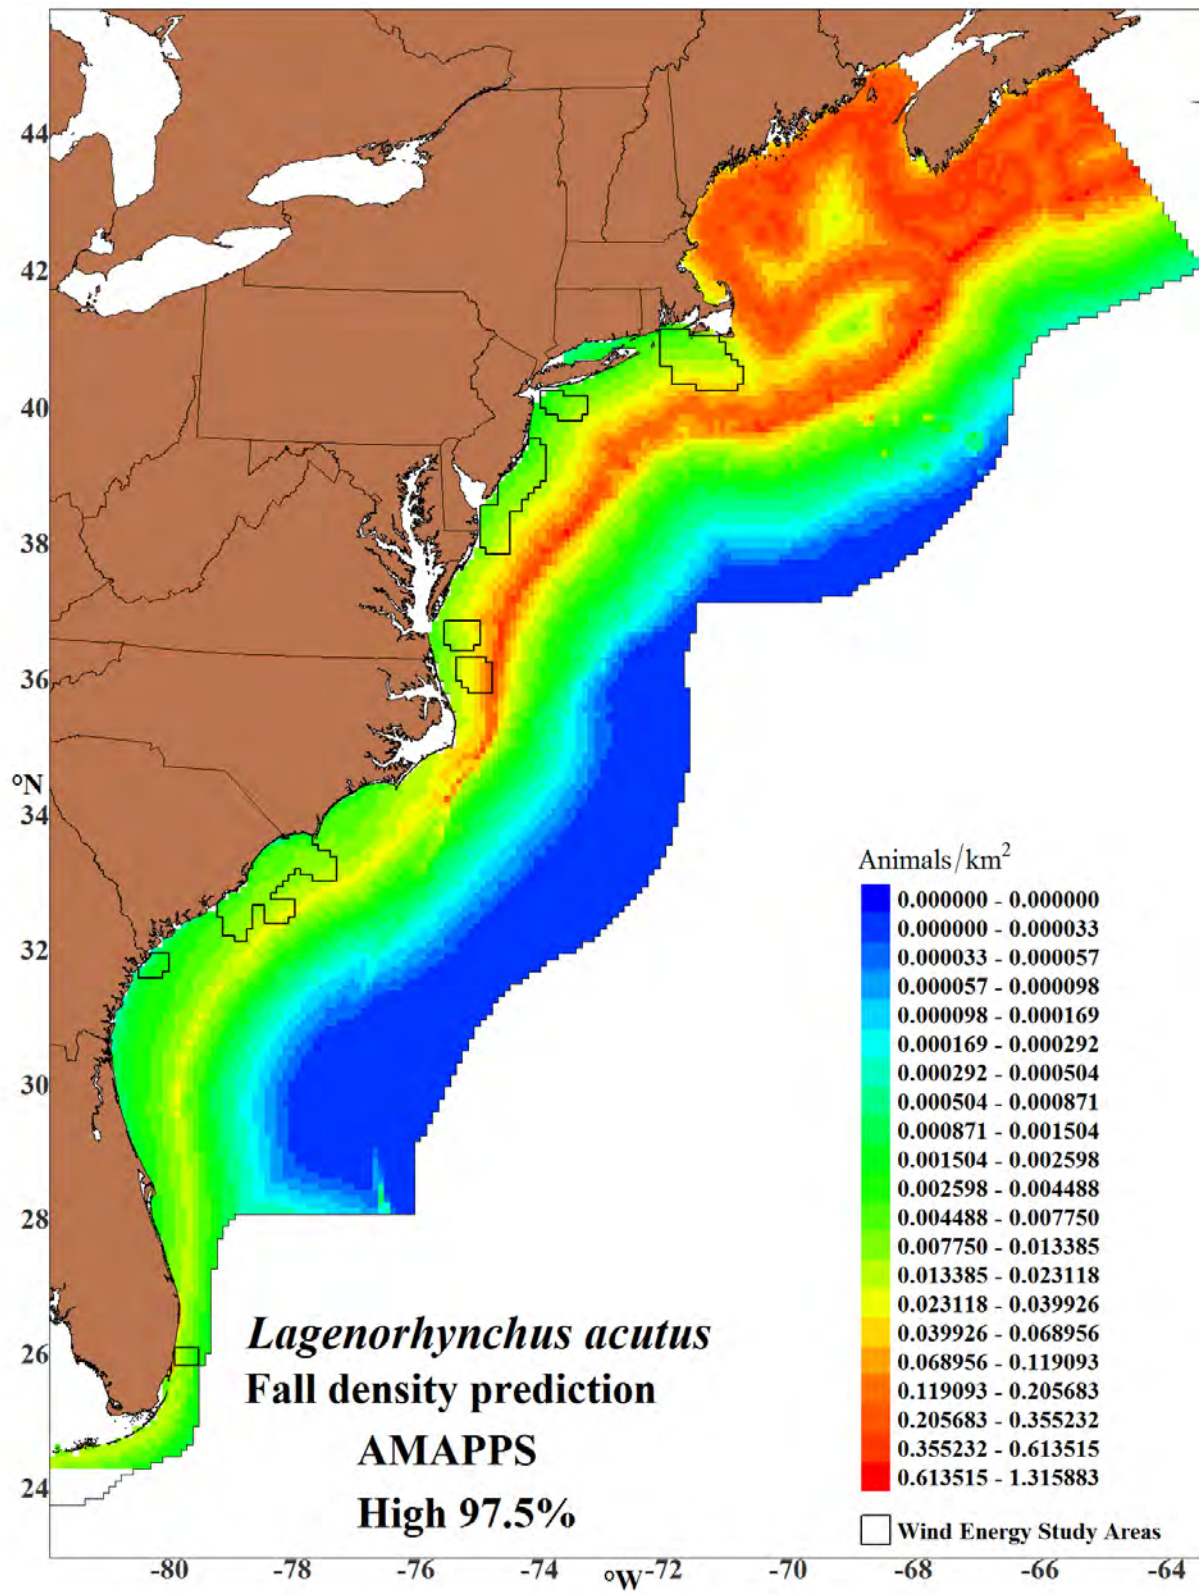 44
42
40
38
36
°N
34
32
30
28
26
24
-80
-78
-76
-74
°W
-72
-70
-68
-66
-64
Animals/km²
0.000000 - 0.000000
0.000000 - 0.000033
0.000033 - 0.000057
0.000057 - 0.000098
0.000098 - 0.000169
0.000169 - 0.000292
0.000292 - 0.000504
0.000504 - 0.000871
0.000871 - 0.001504
0.001504 - 0.002598
0.002598 - 0.004488
0.004488 - 0.007750
0.007750 - 0.013385
0.013385 - 0.023118
0.023118 - 0.039926
0.039926 - 0.068956
0.068956 - 0.119093
0.119093 - 0.205683
0.205683 - 0.355232
0.355232 - 0.613515
0.613515 - 1.315883
Wind Energy Study Areas
Lagenorhynchus acutus
Fall density prediction
AMAPPS
High 97.5%